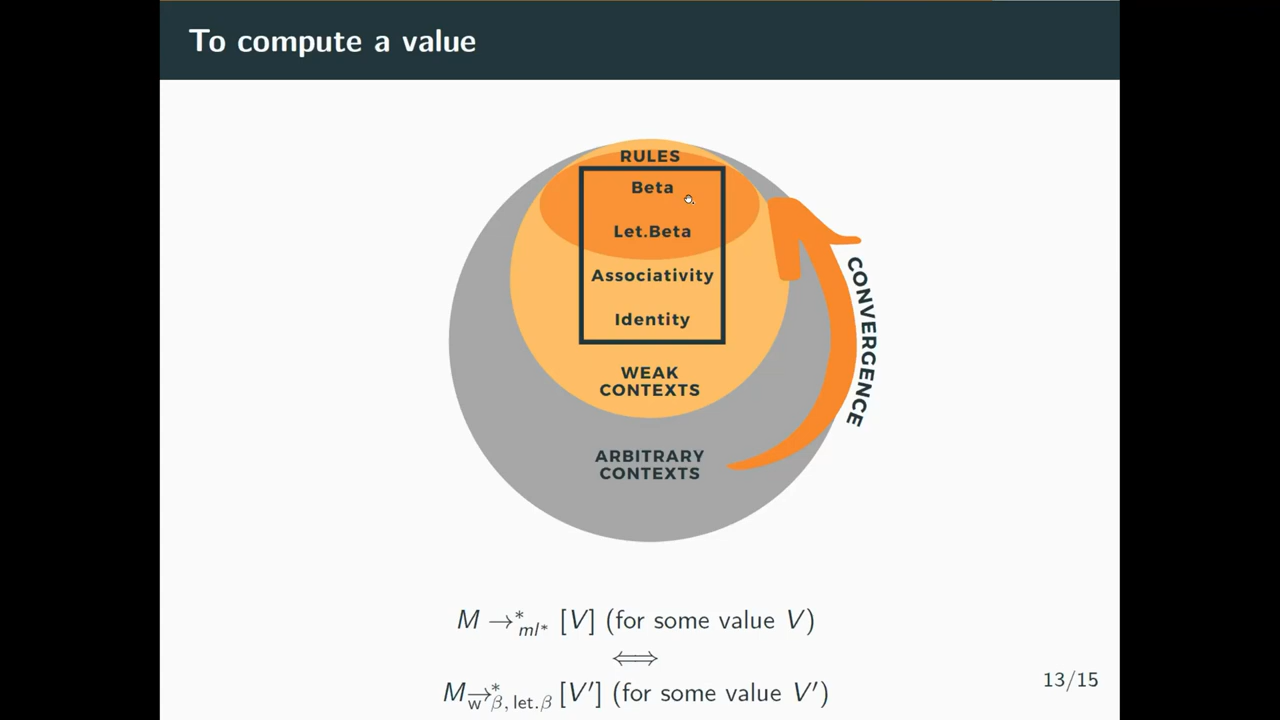 To compute a value
RULES
Beta
Let.Beta
Associativity
Identity
WEAK
CONTEXTS
ARBITRARY
CONTEXTS
CONVERGENCE
M →*ml* [V] (for some value V)
⟺
M →w*β, let.β [V′] (for some value V′)
13/15